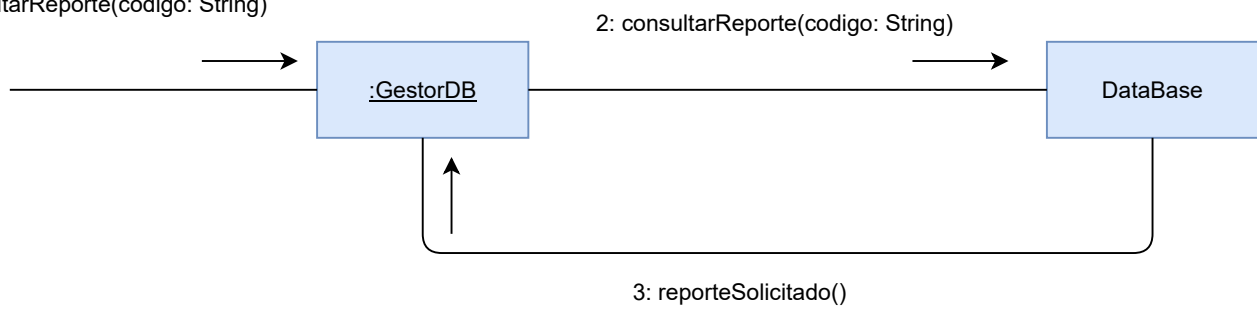 tarReporte(codigo: String)
2: consultarReporte(codigo: String)
:GestorDB
DataBase
3: reporteSolicitado()